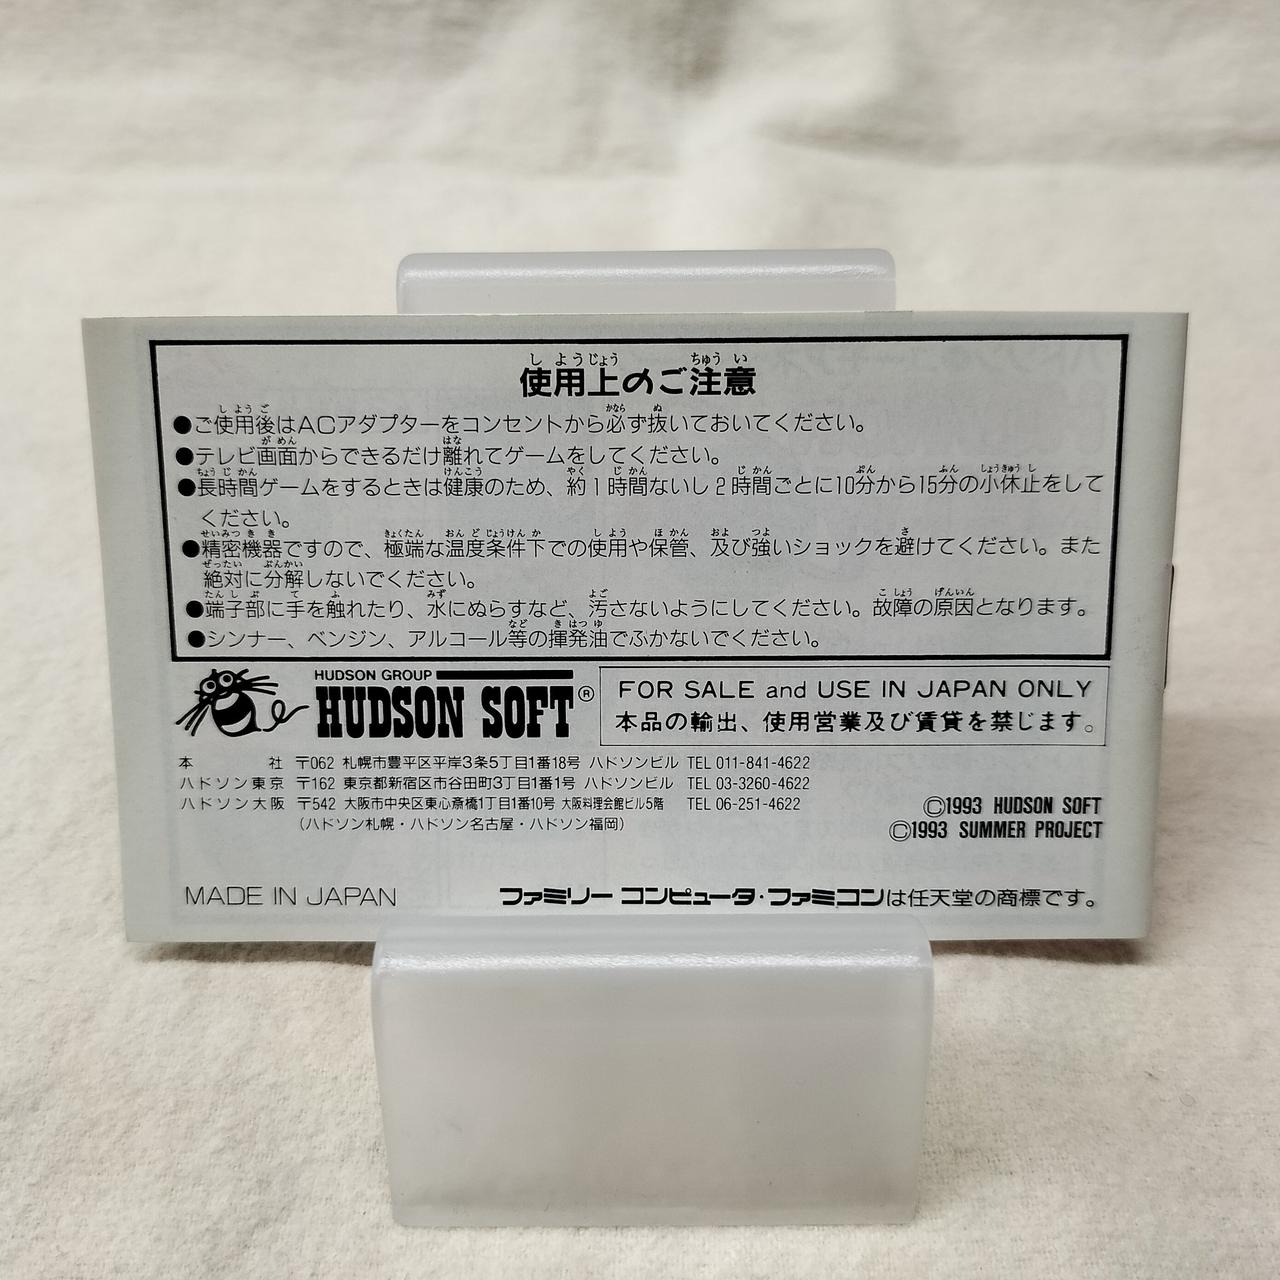 使用上のご注意
●ご使用後はACアダプターをコンセントから必ず抜いておいてください。
●テレビ画面からできるだけ離れてゲームをしてください。
●長時間ゲームをするときは健康のため、約1時間ないし2時間ごとに10分から15分の小休止をして
ください。
●精密機器ですので、極端な温度条件下での使用や保管、及び強いショックを避けてください。また
絶対に分解しないでください。
●端子部に手を触れたり、水にぬらすなど、汚さないようにしてください。故障の原因となります。
●シンナー、ベンジン、アルコール等の揮発油でふかないでください。
HUDSON GROUP
HUDSON SOFT®
FOR SALE and USE IN JAPAN ONLY
本品の輸出、使用営業及び賃貸を禁じます。
本社 〒062 札幌市豊平区平岸3条5丁目1番18号 ハドソンビル TEL 011-841-4622
ハドソン東京 〒162 東京都新宿区市谷田町3丁目1番1号 ハドソンビル TEL 03-3260-4622
ハドソン大阪 〒542 大阪市中央区東心斎橋1丁目1番10号 大阪料理会館ビル5階 TEL 06-251-4622
（ハドソン札幌・ハドソン名古屋・ハドソン福岡）
©1993 HUDSON SOFT
©1993 SUMMER PROJECT
MADE IN JAPAN
ファミリーコンピュータ・ファミコンは任天堂の商標です。